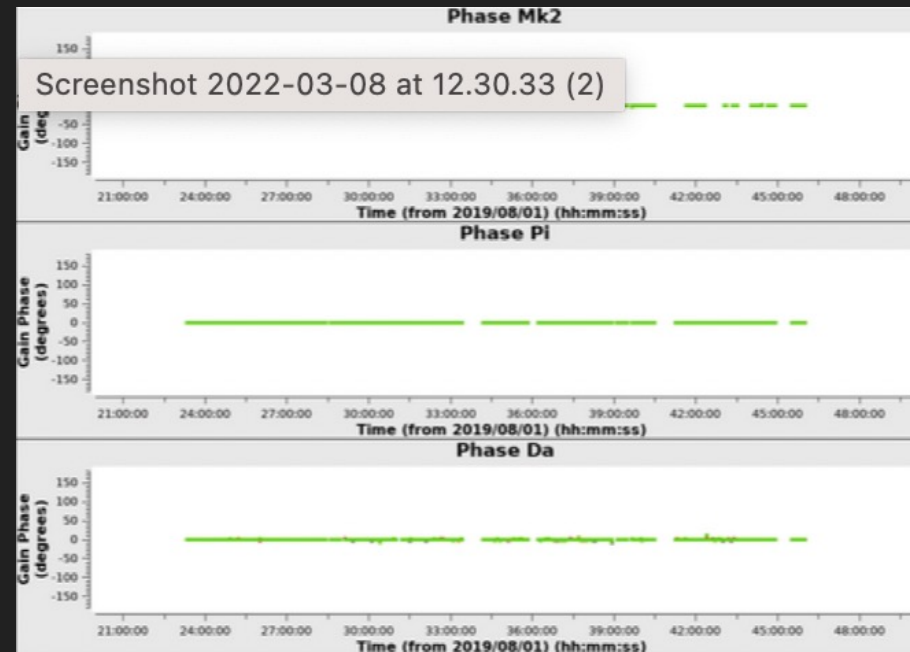 Phase Mk2
150
Screenshot 2022-03-08 at 12.30.33 (2)
-50
-100
-150
21:00:00 24:00:00 27:00:00 30:00:00 33:00:00 36:00:00 39:00:00 42:00:00 45:00:00 48:00:00
Time (from 2019/08/01) (hh:mm:ss)
Phase Pi
Gain Phase
(degrees)
150
100
50
0
-50
-100
-150
21:00:00 24:00:00 27:00:00 30:00:00 33:00:00 36:00:00 39:00:00 42:00:00 45:00:00 48:00:00
Time (from 2019/08/01) (hh:mm:ss)
Phase Da
Gain Phase
(degrees)
150
100
50
0
-50
-100
-150
21:00:00 24:00:00 27:00:00 30:00:00 33:00:00 36:00:00 39:00:00 42:00:00 45:00:00 48:00:00
Time (from 2019/08/01) (hh:mm:ss)